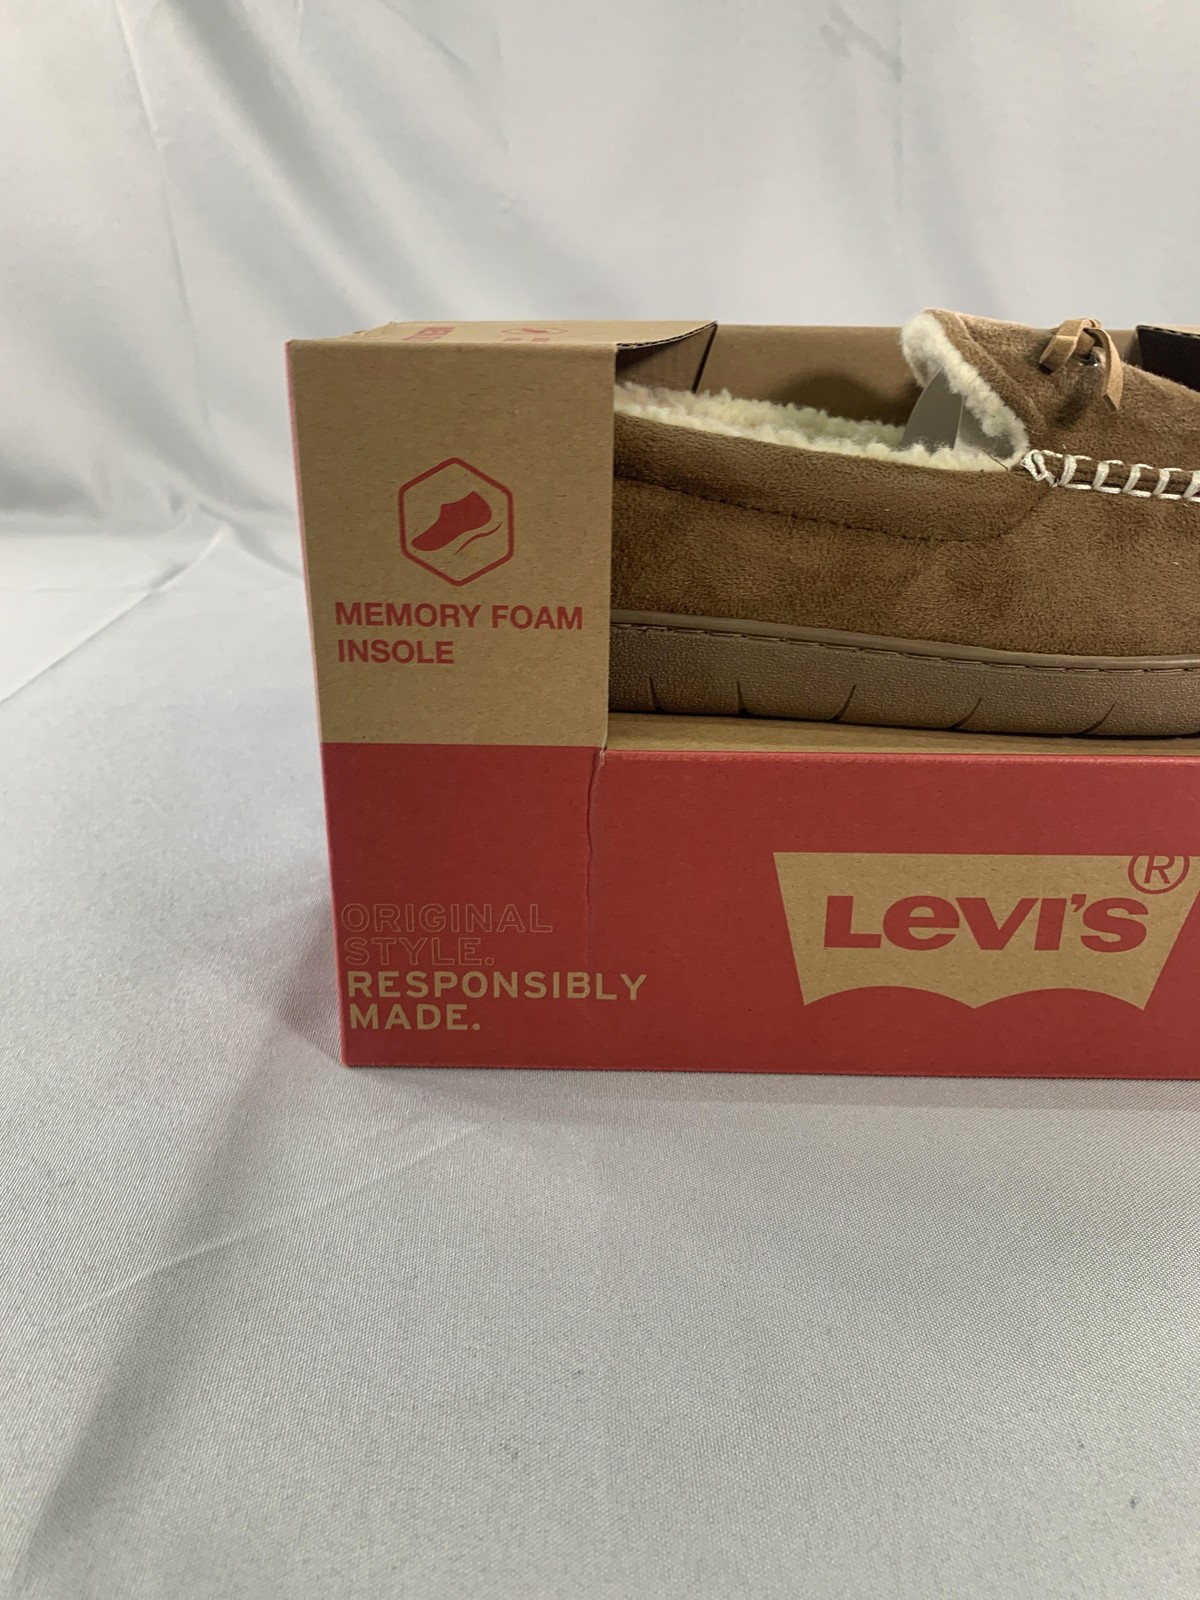 MEMORY FOAM
INSOLE
ORIGINAL
STYLE.
RESPONSIBLY
MADE.
LEVI'S®